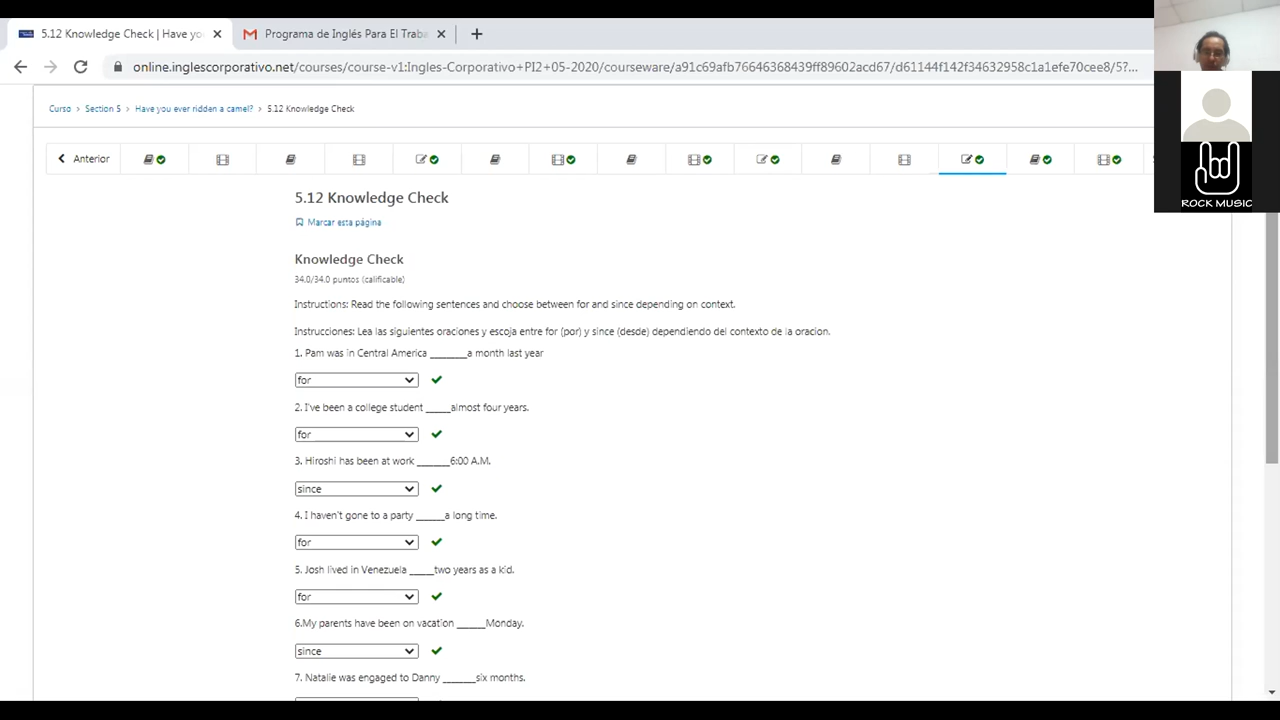 5.12 Knowledge Check | Have yo
Programa de Inglés Para El Traba
online.inglescorporativo.net/courses/course-v1:Ingles-Corporativo+PI2+05-2020/courseware/a91c69afb76646368439ff89602acd67/d61144f142f34632958c1a1efe70cee8/5?...
Curso > Section 5 > Have you ever ridden a camel? > 5.12 Knowledge Check
Anterior
ROCK MUSIC
5.12 Knowledge Check
Marcar esta página
Knowledge Check
34.0/34.0 puntos (calificable)
Instructions: Read the following sentences and choose between for and since depending on context.
Instrucciones: Lea las siguientes oraciones y escoja entre for (por) y since (desde) dependiendo del contexto de la oracion.
1. Pam was in Central America ________a month last year
for
2. I've been a college student _____almost four years.
for
3. Hiroshi has been at work _______6:00 A.M.
since
4. I haven't gone to a party ______a long time.
for
5. Josh lived in Venezuela _____two years as a kid.
for
6.My parents have been on vacation ______Monday.
since
7. Natalie was engaged to Danny _______six months.